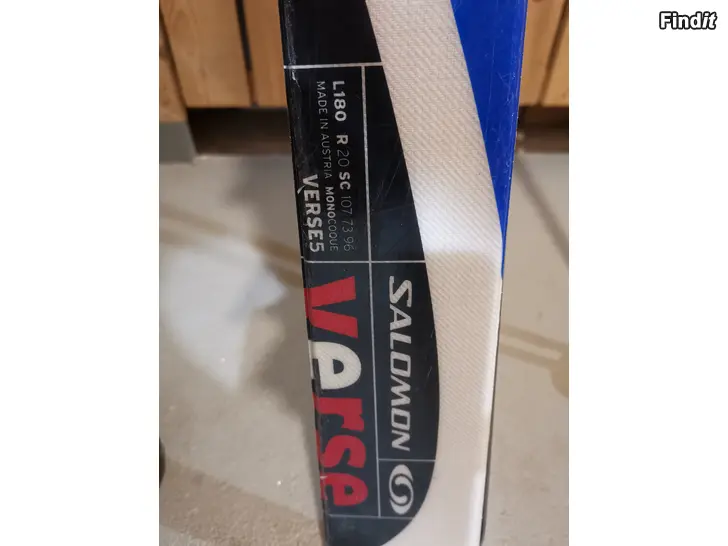 Findit
L180 R 20 SC 107 73 96
MADE IN AUSTRIA MONOCOQUE
VERSE5
SALOMON
verse